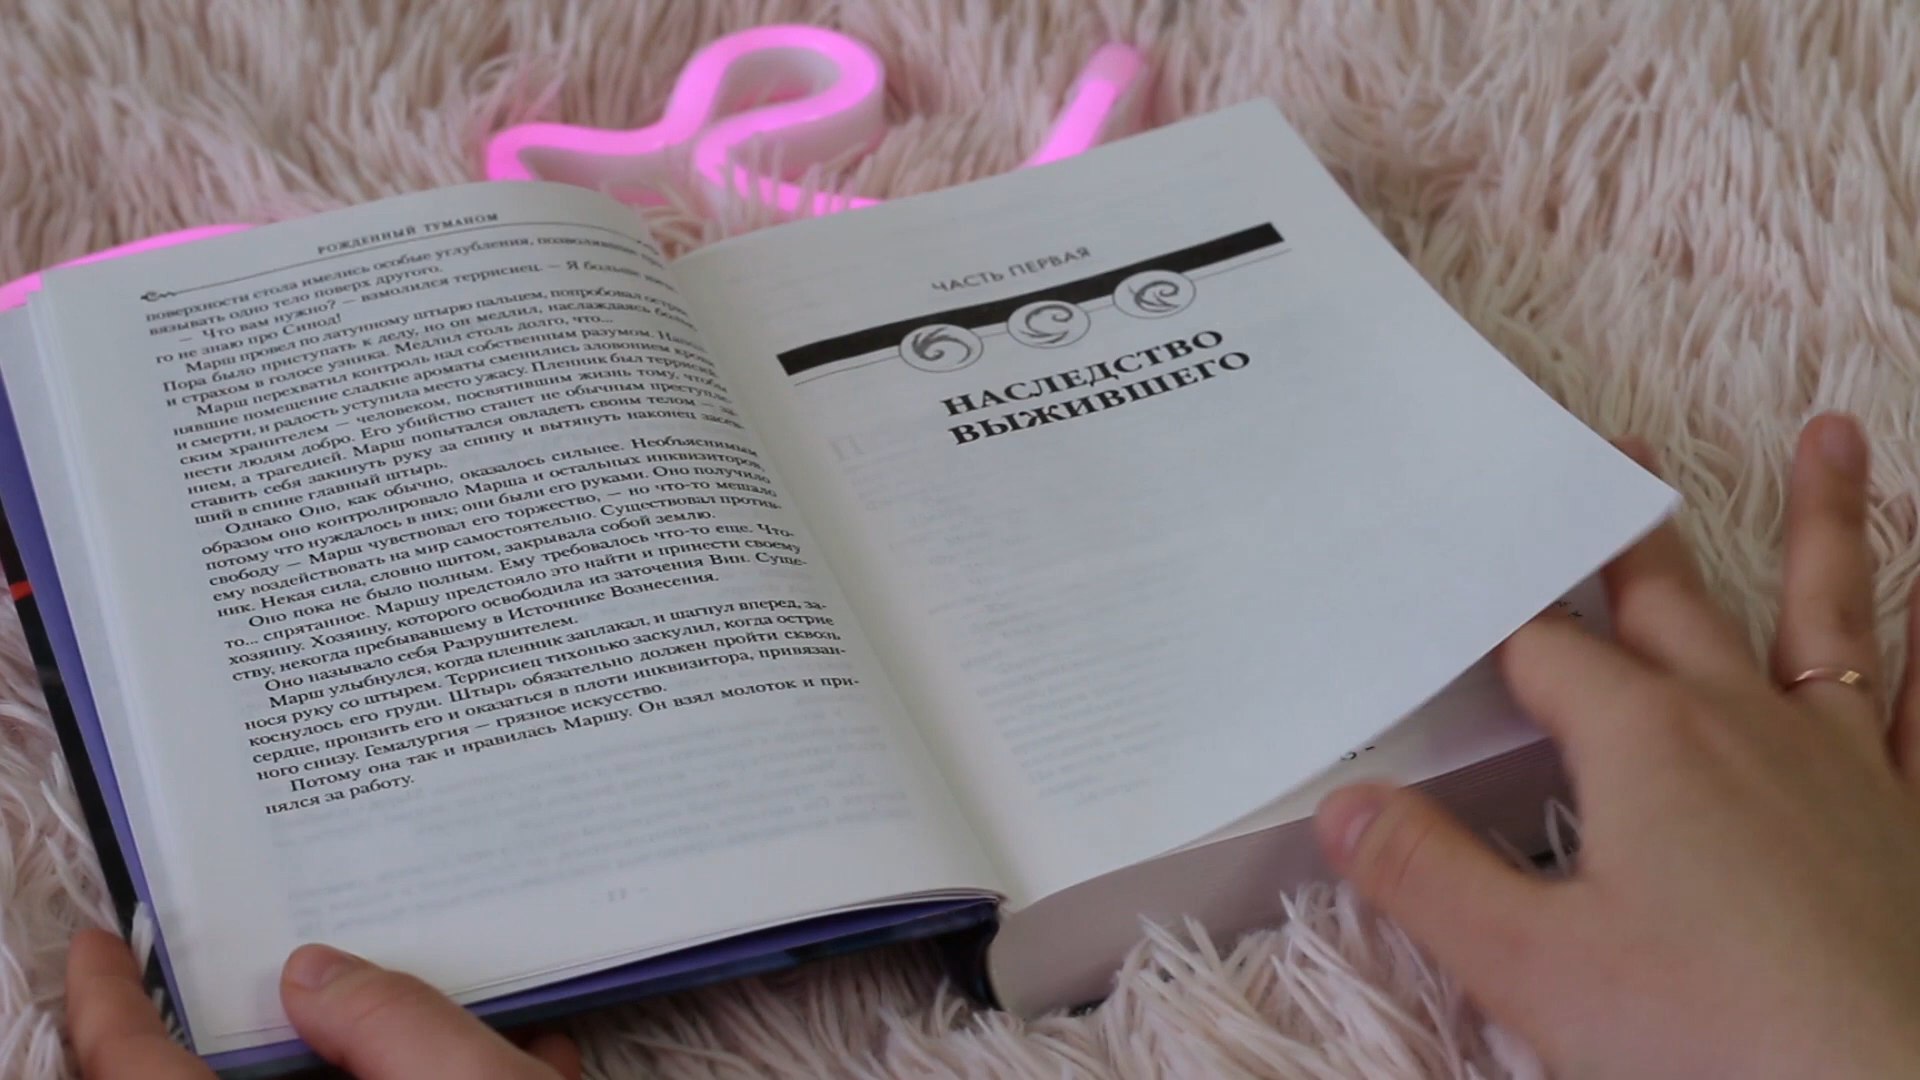 РОЖДЕННЫЙ ТУМАНОМ
поверхности стола имелись особые углубления, позволявшие
вязывать одно тело поверх другого.
— Что вам нужно? — взмолился террисиец. — Я больше
го не знаю про Синод!
Марш провел по латунному штырю пальцем, попробовал
Пора было приступать к делу, но он медлил, наслаждаясь
и страхом в голосе узника. Медлил столь долго, что...
Марш перехватил контроль над собственным разумом.
нявшие помещение сладкие ароматы сменились зловонием
и смерти, и радость уступила место ужасу. Пленник был
ским хранителем — человеком, посвятившим жизнь тому, чтобы
нести людям добро. Его убийство станет не обычным
нием, а трагедией. Марш попытался овладеть своим телом —
ставить себя закинуть руку за спину и вытянуть наконец
ший в спине главный штырь.
Однако Оно, как обычно, оказалось сильнее. Необъяснимым
образом оно контролировало Марша и остальных инквизиторов,
потому что нуждалось в них; они были его руками. Оно получило
свободу — Марш чувствовал его торжество, — но что-то мешало
ему воздействовать на мир самостоятельно. Существовал против-
ник. Некая сила, словно щитом, закрывала собой землю.
Оно пока не было полным. Ему требовалось что-то еще. Что-
то... спрятанное. Маршу предстояло это найти и принести своему
хозяину. Хозяину, которого освободила из заточения Вин. Суще-
ству, некогда пребывавшему в Источнике Вознесения.
Оно называло себя Разрушителем.
Марш улыбнулся, когда пленник заплакал, и шагнул вперед, за-
нося руку со штырем. Террисиец тихонько заскулил, когда острие
коснулось его груди. Штырь обязательно должен пройти сквозь
сердце, пронзить его и оказаться в плоти инквизитора, привязан-
ного снизу. Гемалургия — грязное искусство.
Потому она так и нравилась Маршу. Он взял молоток и при-
нялся за работу.
ЧАСТЬ ПЕРВАЯ
НАСЛЕДСТВО
ВЫЖИВШЕГО